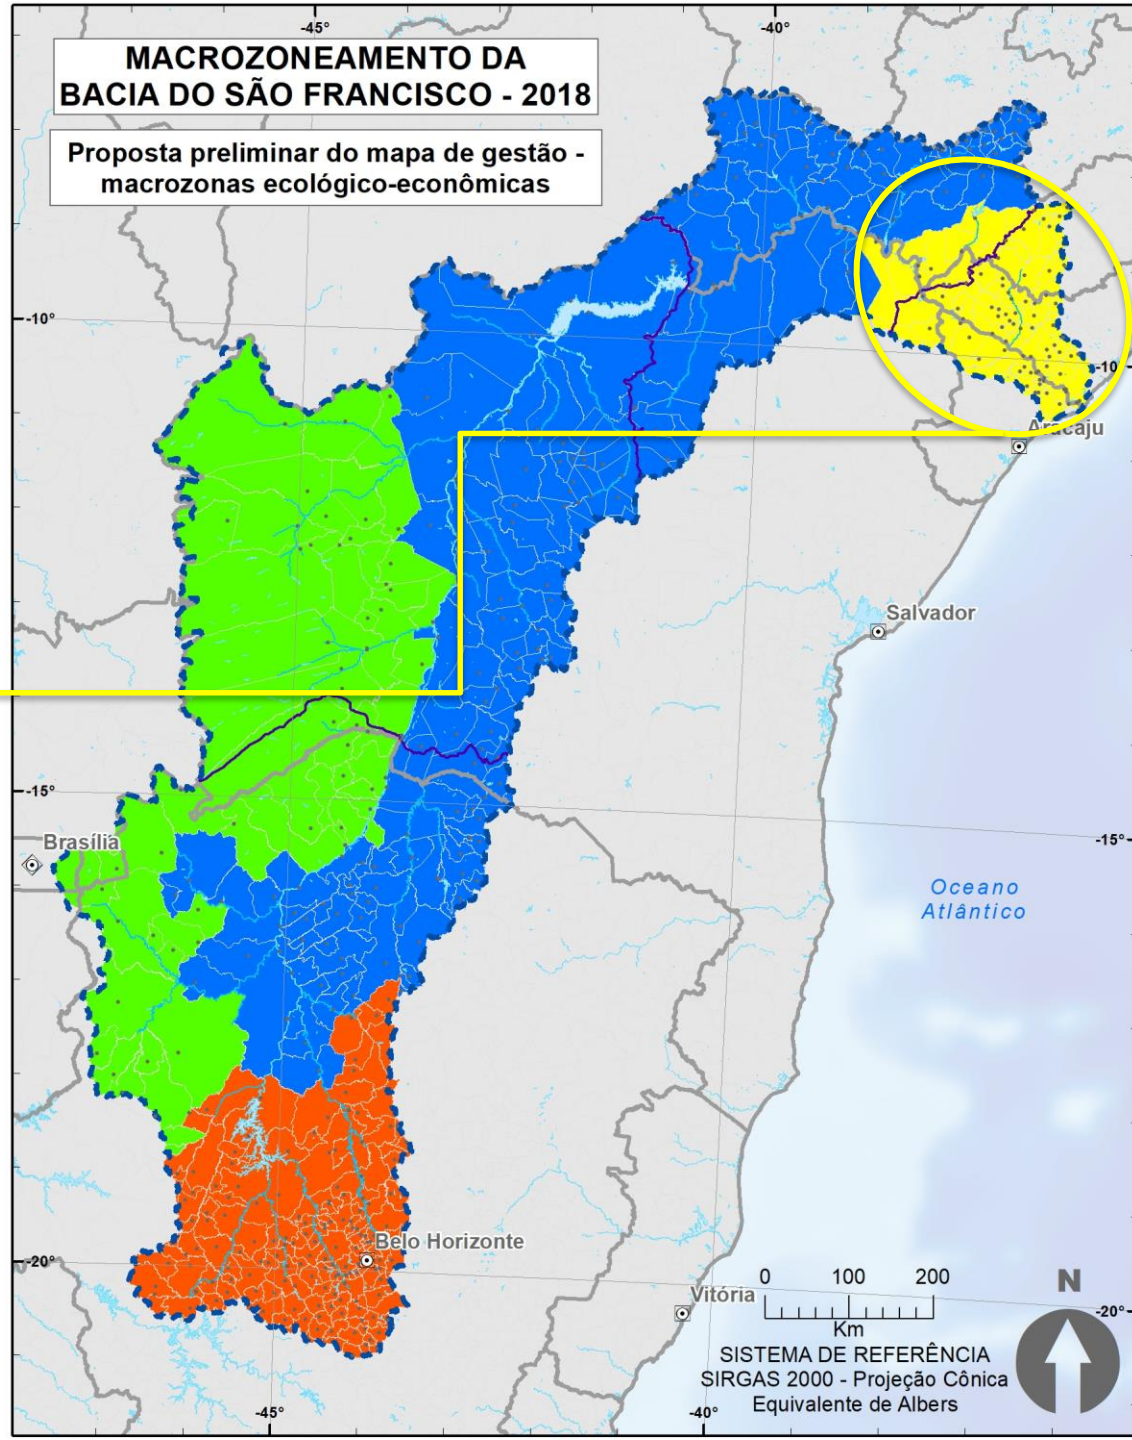 -45°
-40°
MACROZONEAMENTO DA
BACIA DO SÃO FRANCISCO - 2018
Proposta preliminar do mapa de gestão -
macrozonas ecológico-econômicas
-10°
-10°
Aracaju
Salvador
-15°
Brasília
-15°
Oceano
Atlântico
Belo Horizonte
-20°
0 100 200
N
Vitória
-20°
Km
SISTEMA DE REFERÊNCIA
SIRGAS 2000 - Projeção Cônica
Equivalente de Albers
-45°
-40°